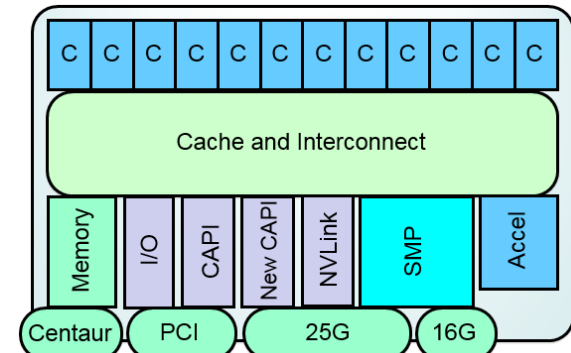 C C C C C C C C C C C C
Cache and Interconnect
Memory I/O CAPI New CAPI NVLink SMP Accel
Centaur PCI 25G 16G